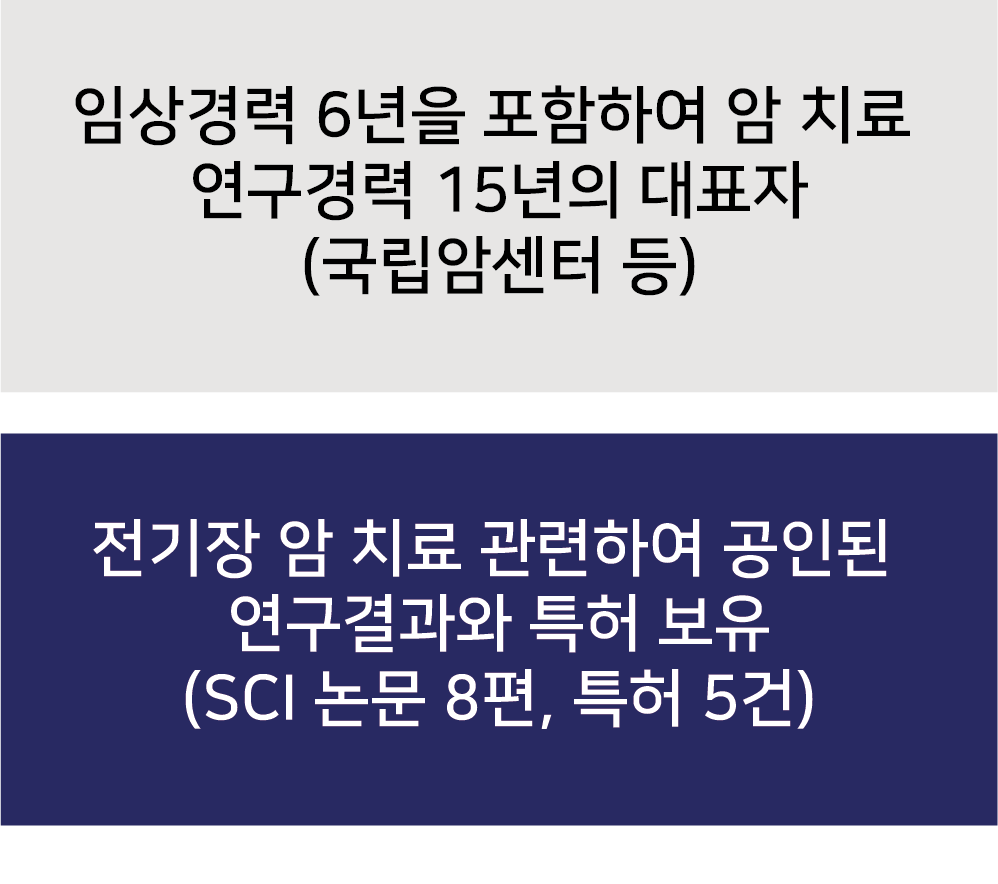 임상경력 6년을 포함하여 암 치료
연구경력 15년의 대표자
(국립암센터 등)
전기장 암 치료 관련하여 공인된
연구결과와 특허 보유
(SCI 논문 8편, 특허 5건)